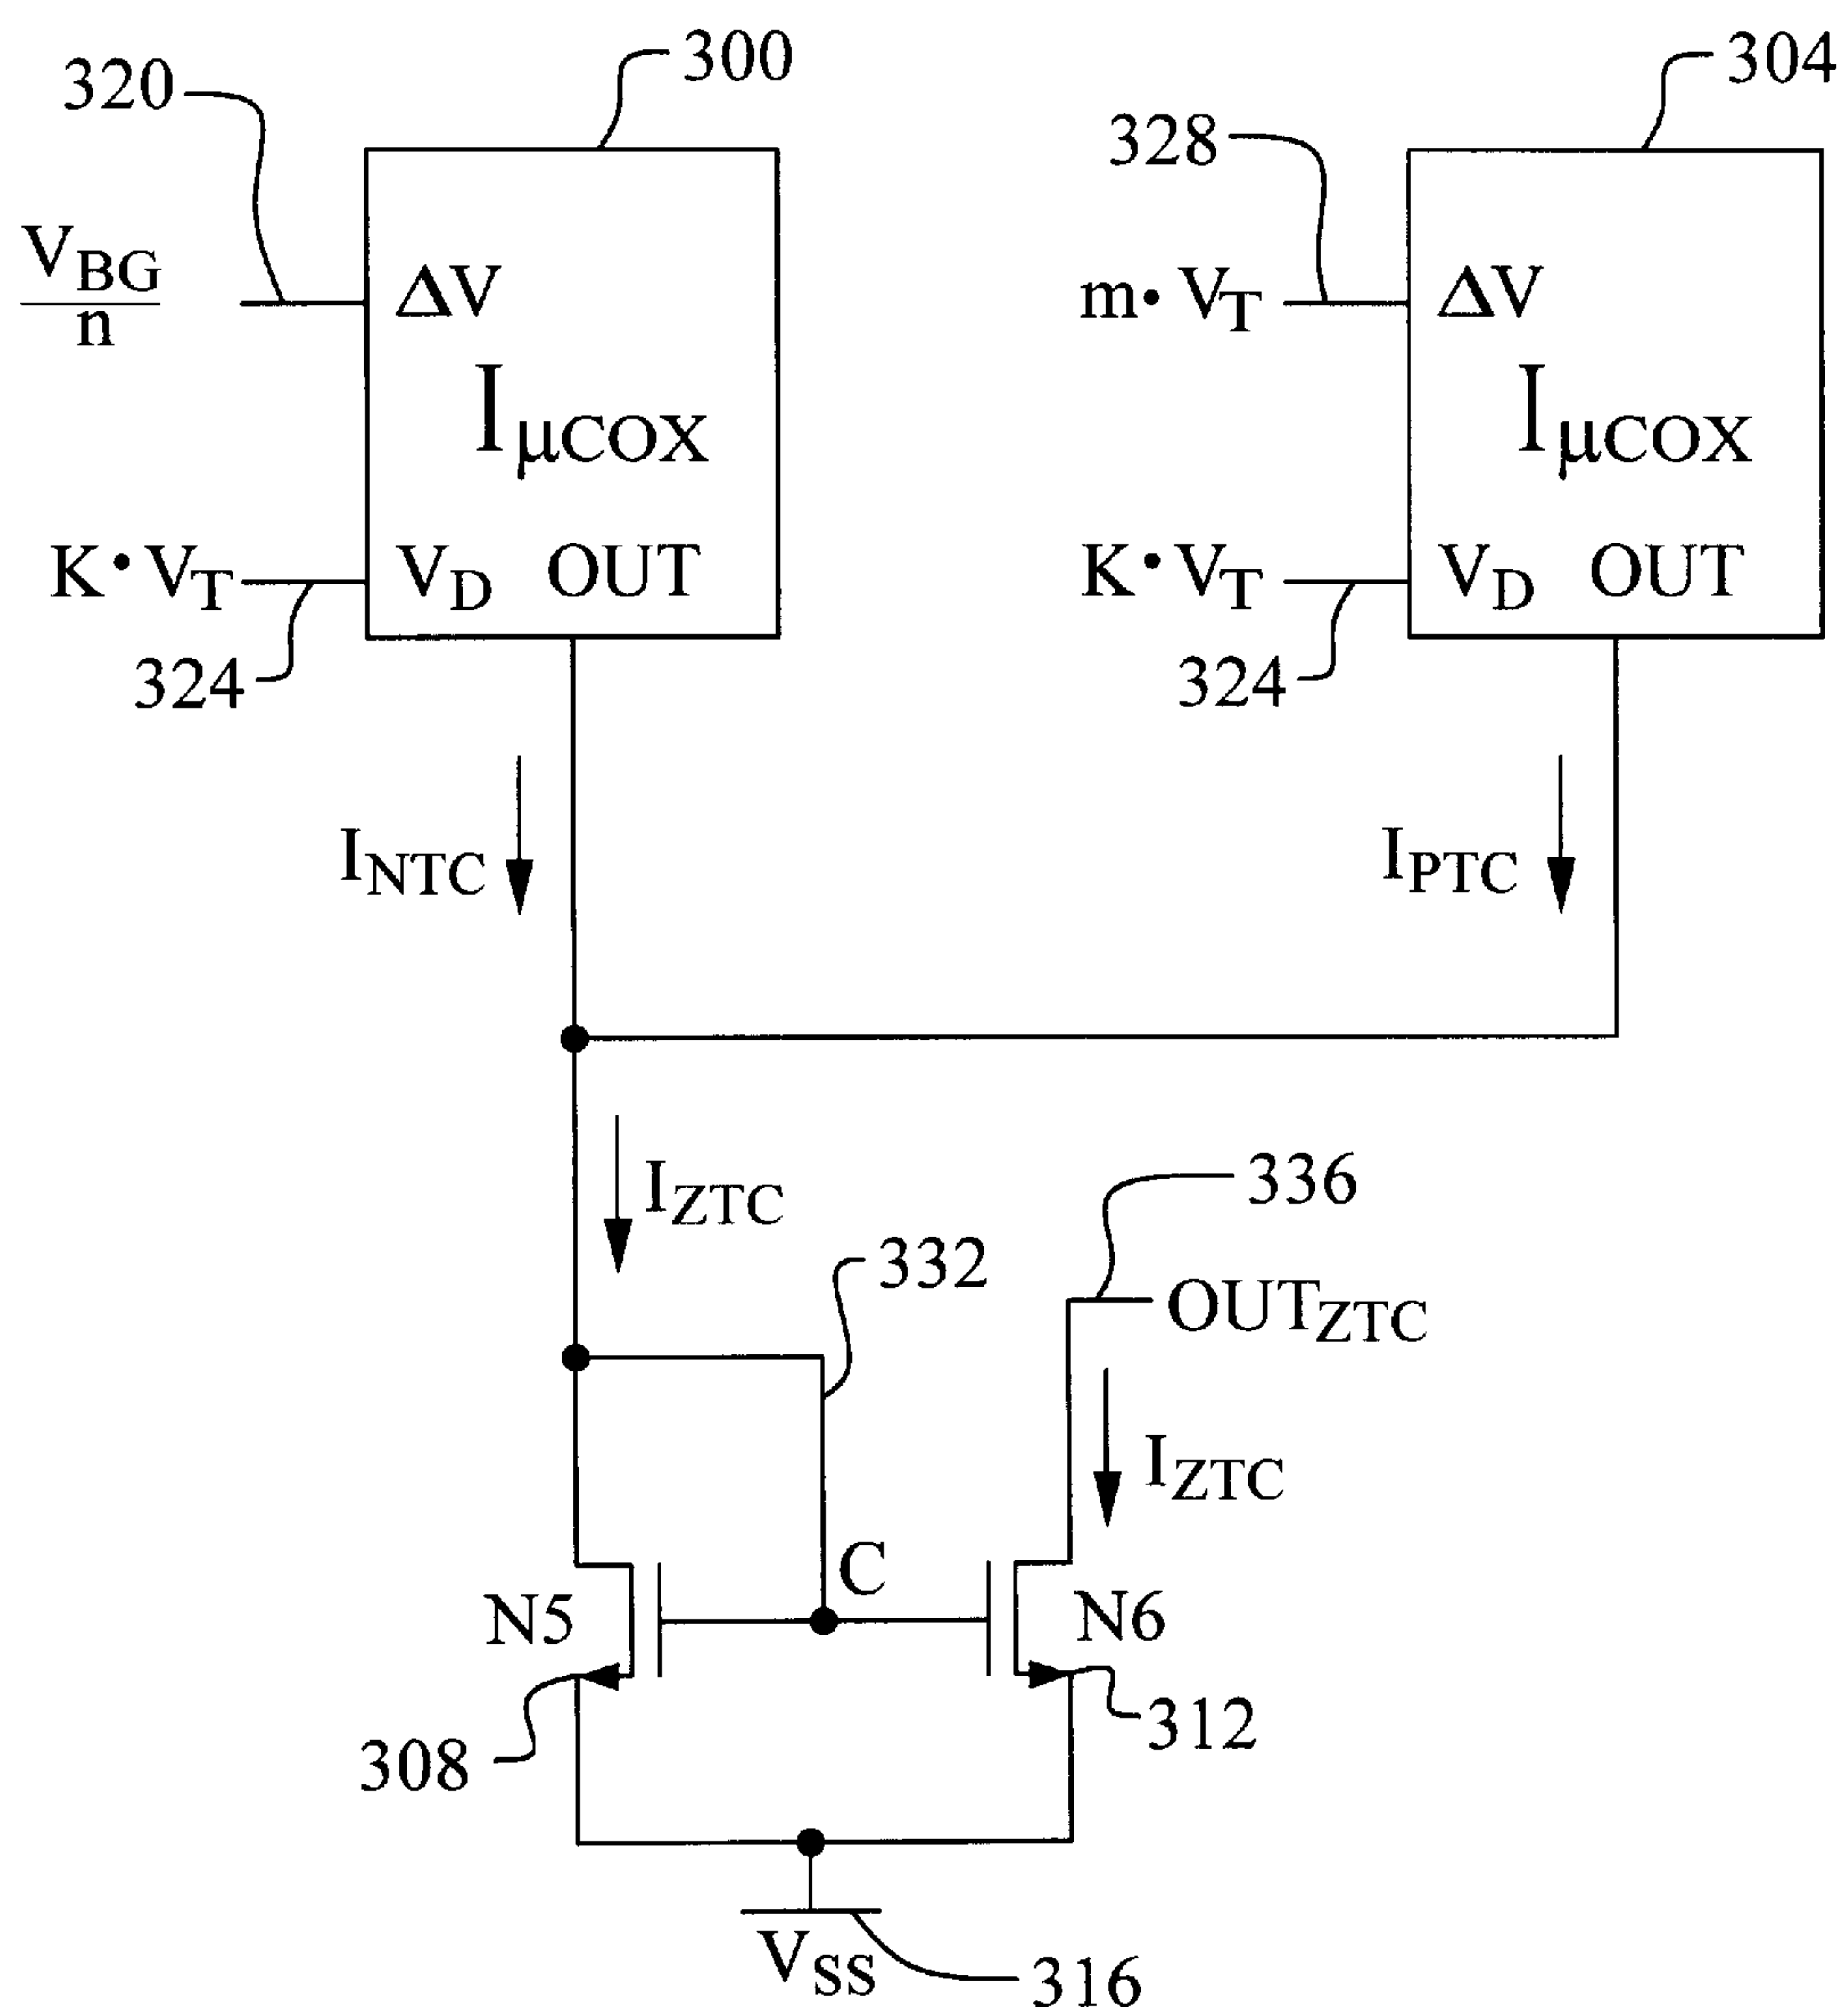 300
304
320
328
V_BG
n
ΔV
m• V_T
ΔV
I_μCOX
I_μCOX
K•V_T
V_D OUT
K•V_T
V_D OUT
324
324
I_NTC
I_PTC
I_ZTC
336
332
OUT_ZTC
I_ZTC
C
N5
N6
308
312
V_SS
316